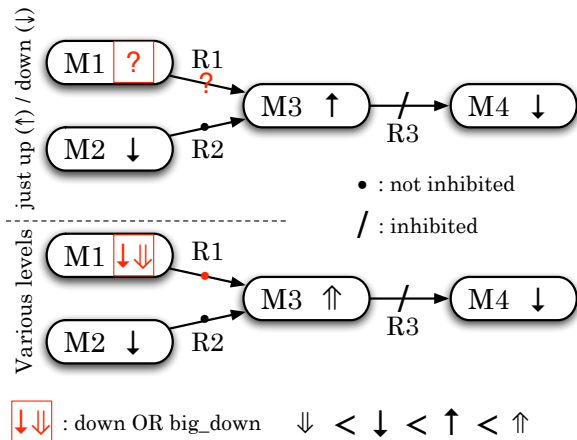 just up (↑) / down (↓)
M1 ?
R1
?
M2 ↓
R2
M3 ↑
R3
M4 ↓
• : not inhibited
/ : inhibited
Various levels
M1 ↓⇓
R1
M2 ↓
R2
M3 ⇑
R3
M4 ↓
↓⇓ : down OR big_down ⇓ < ↓ < ↑ < ⇑